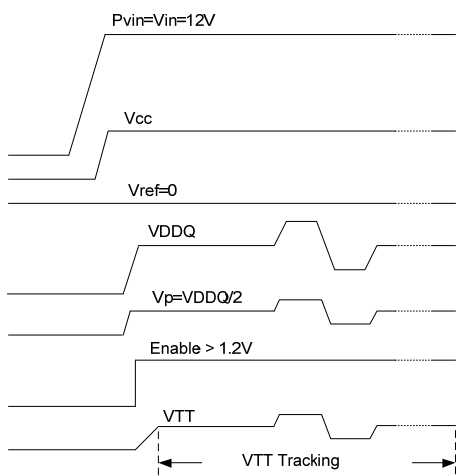 Pvin=Vin=12V
Vcc
Vref=0
VDDQ
Vp=VDDQ/2
Enable > 1.2V
VTT
VTT Tracking